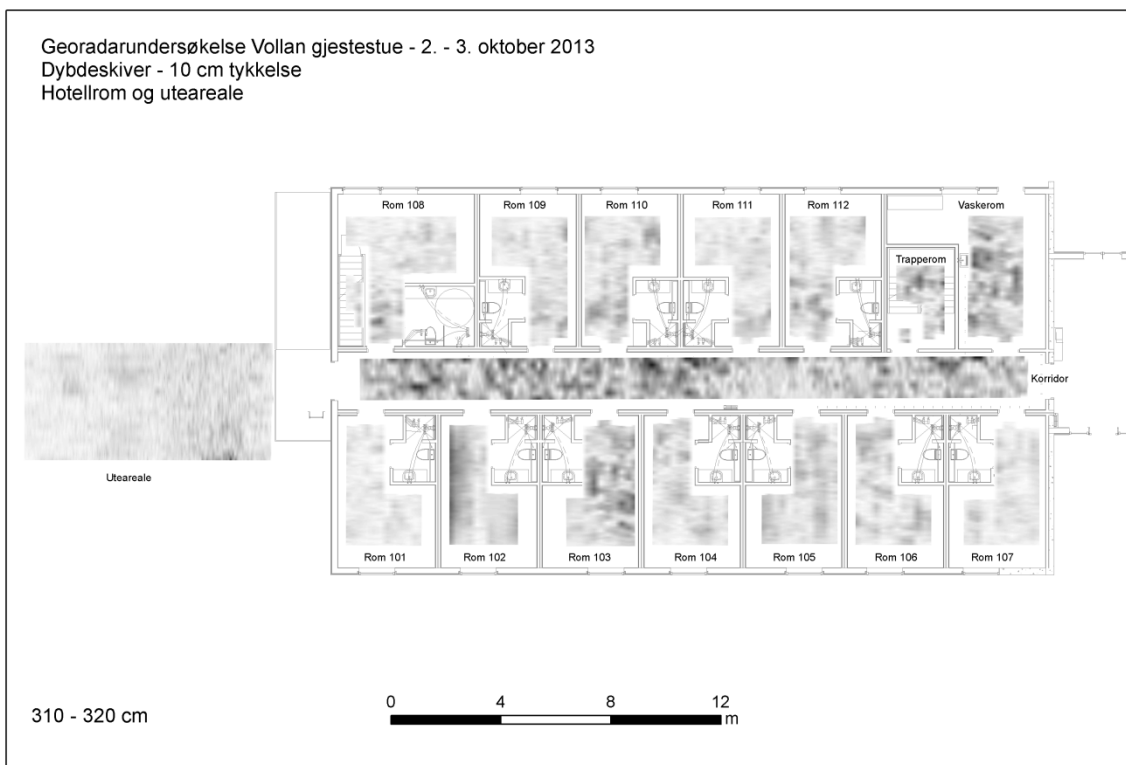 Georadarundersøkelse Vollan gjestestue - 2. - 3. oktober 2013
Dybdeskiver - 10 cm tykkelse
Hotellrom og uteareale
Rom 108
Rom 109
Rom 110
Rom 111
Rom 112
Vaskerom
Trapperom
Korridor
Uteareale
Rom 101
Rom 102
Rom 103
Rom 104
Rom 105
Rom 106
Rom 107
310 - 320 cm
0 4 8 12
m